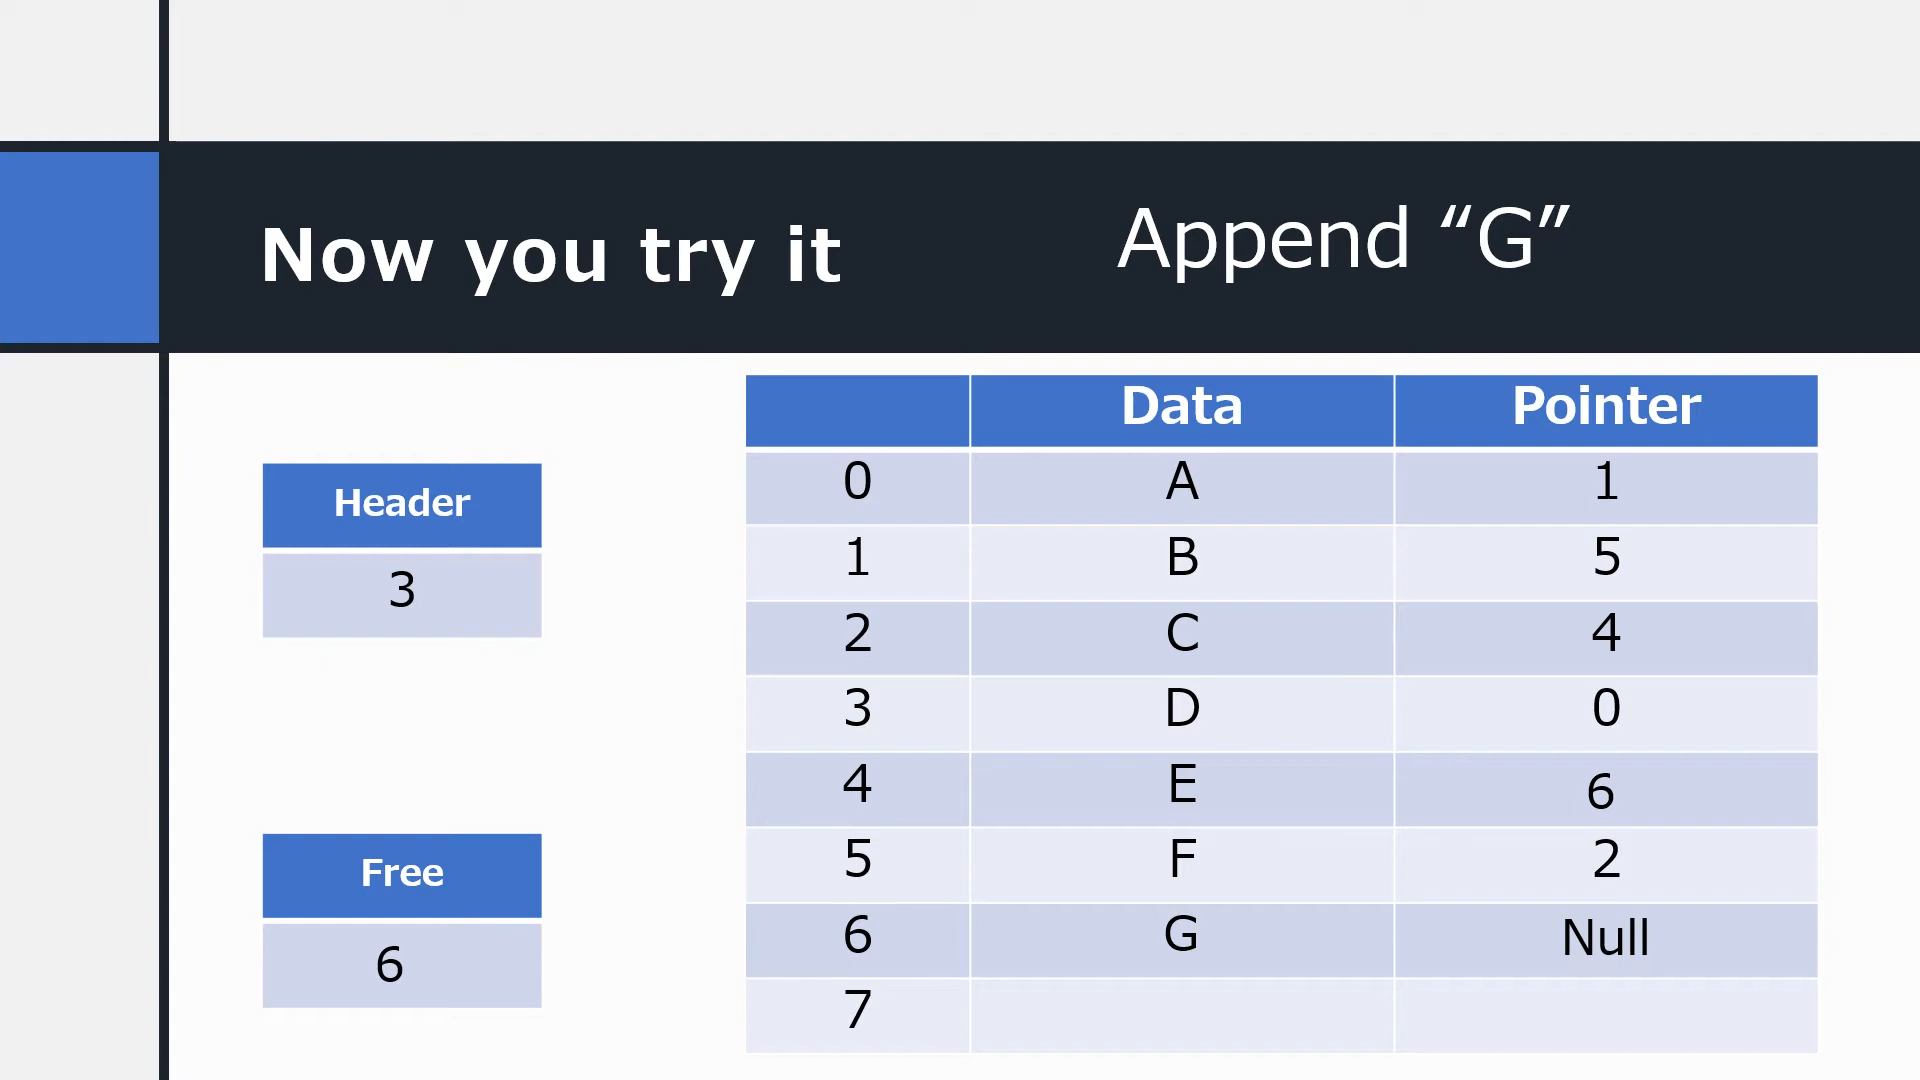 Now you try it
Append “G”
Header
3
Free
6
Data Pointer
0 A 1
1 B 5
2 C 4
3 D 0
4 E 6
5 F 2
6 G Null
7